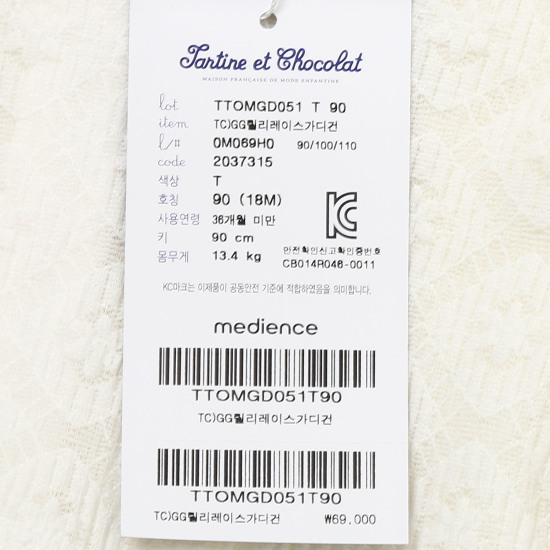 Tartine et Chocolat
MAISON FRANÇAISE DE MODE ENFANTINE
lot TTOMGD051 T 90
item TC)GG릴리레이스가디건
l/# 0M069H0 90/100/110
code 2037315
색상 T
호칭 90 (18M)
사용연령 36개월 미만
키 90 cm
몸무게 13.4 kg
안전확인신고확인증번호
CB014R046-0011
KC마크는 이제품이 공동안전 기준에 적합하였음을 의미합니다.
medience
TTOMGD051T90
TC)GG릴리레이스가디건
TTOMGD051T90
TC)GG릴리레이스가디건 ₩69,000